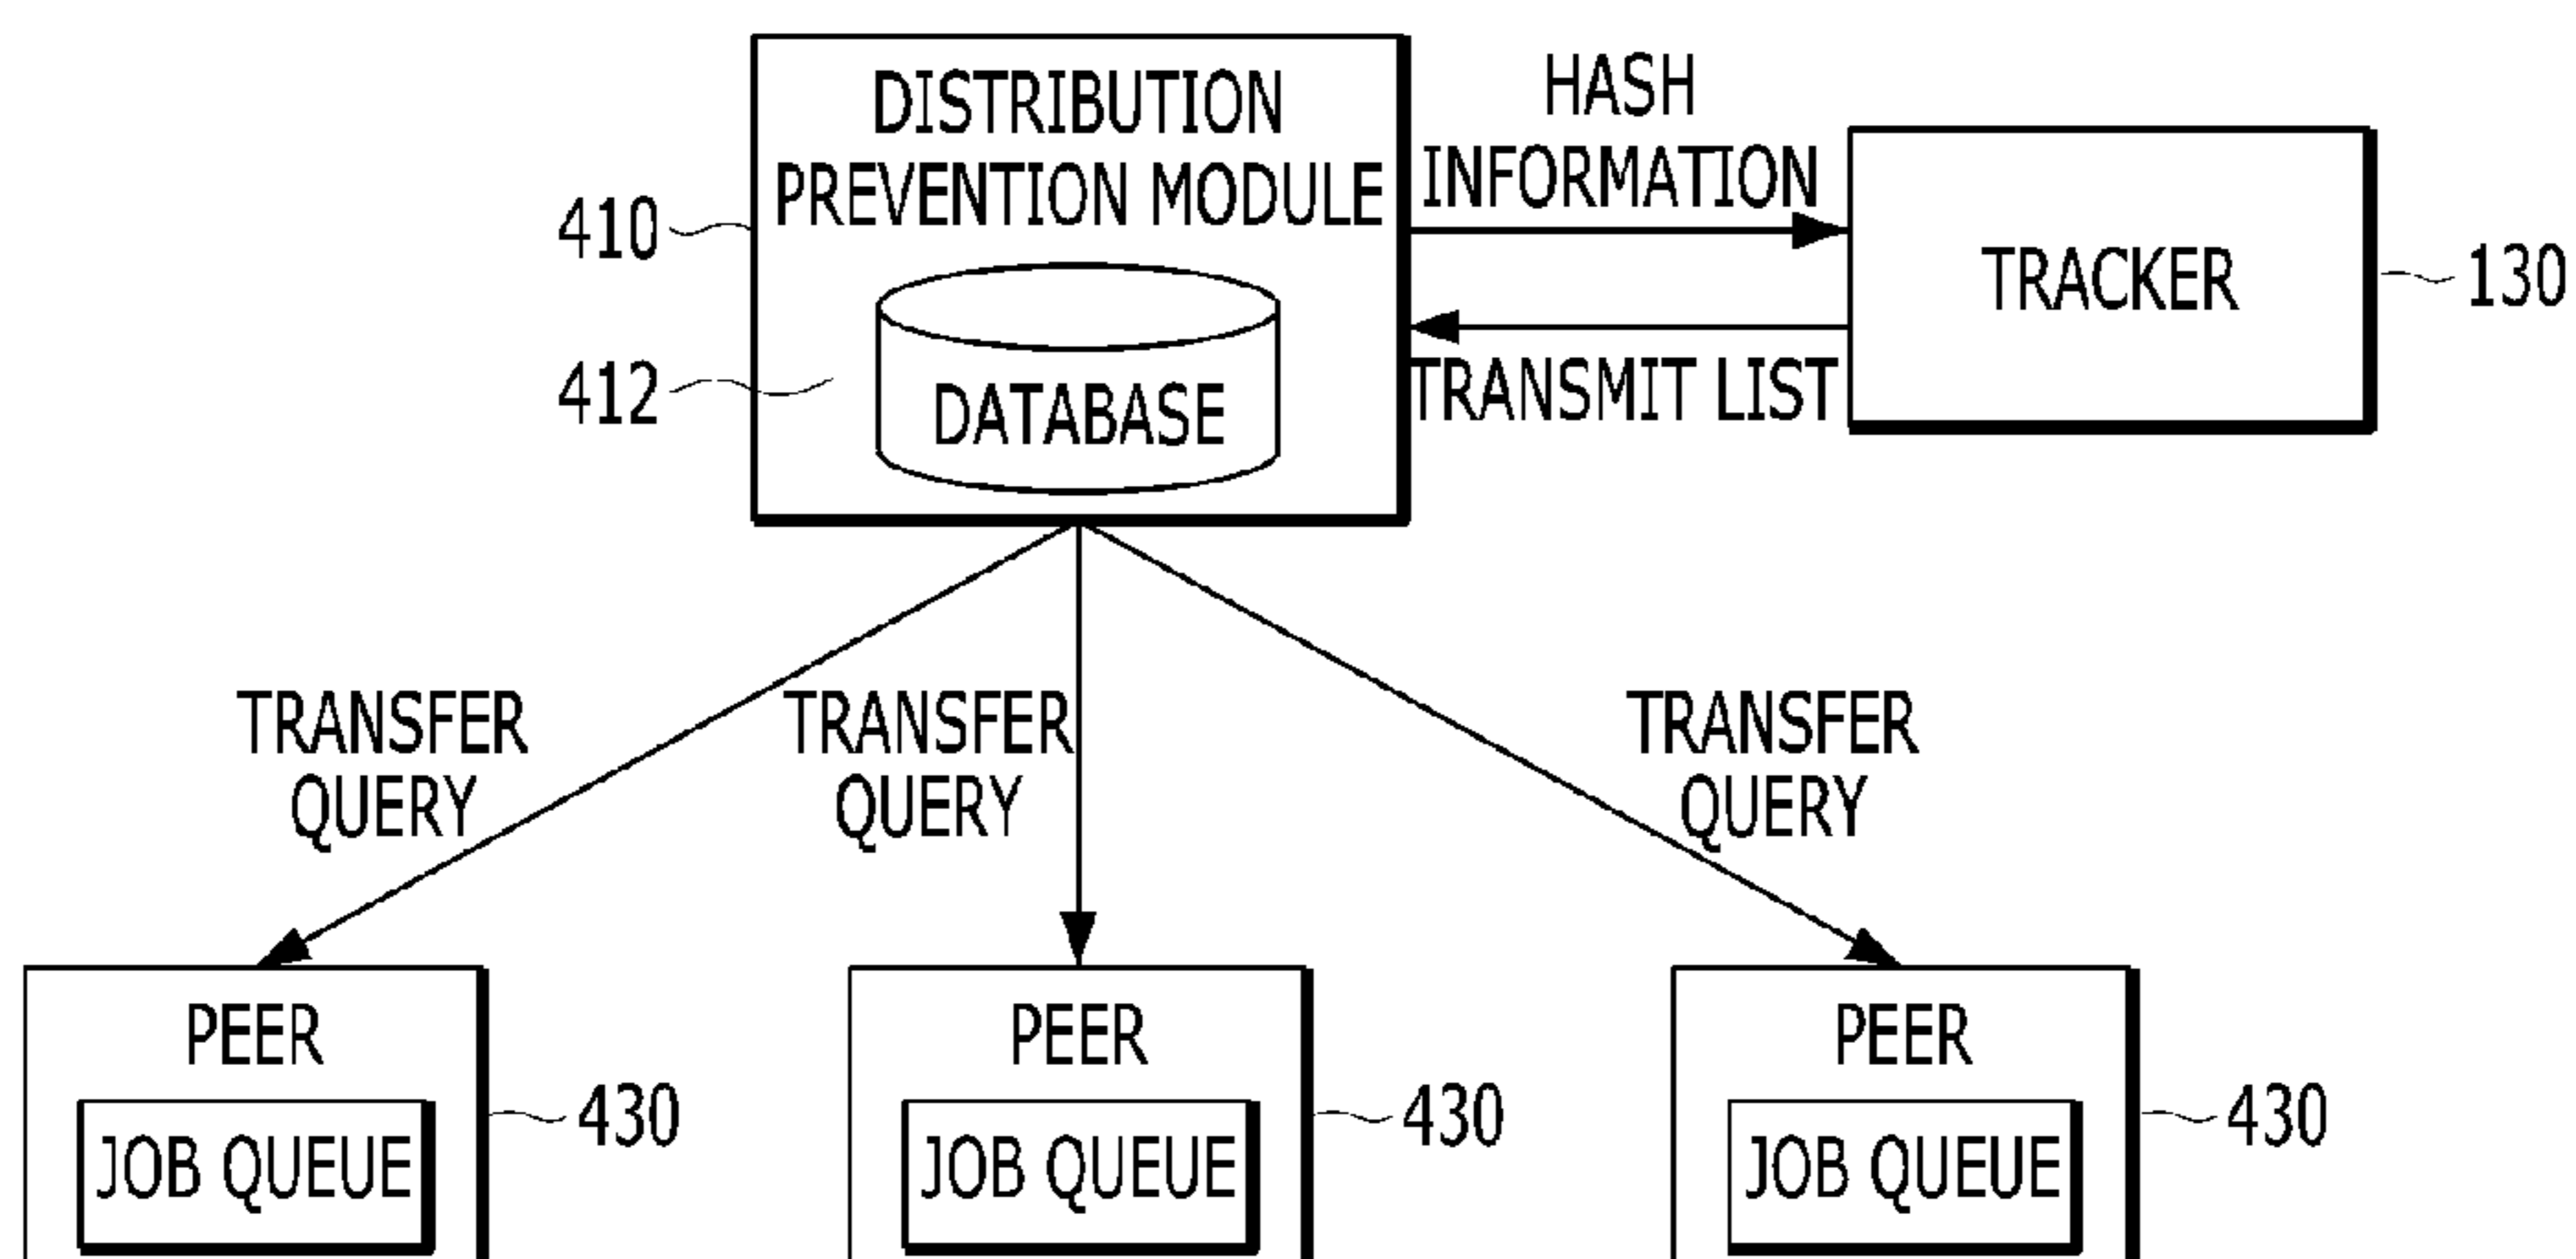 DISTRIBUTION
PREVENTION MODULE
410
412
DATABASE
HASH
INFORMATION
TRANSMIT LIST
TRACKER
130
TRANSFER
QUERY
TRANSFER
QUERY
TRANSFER
QUERY
PEER
JOB QUEUE
430
PEER
JOB QUEUE
430
PEER
JOB QUEUE
430